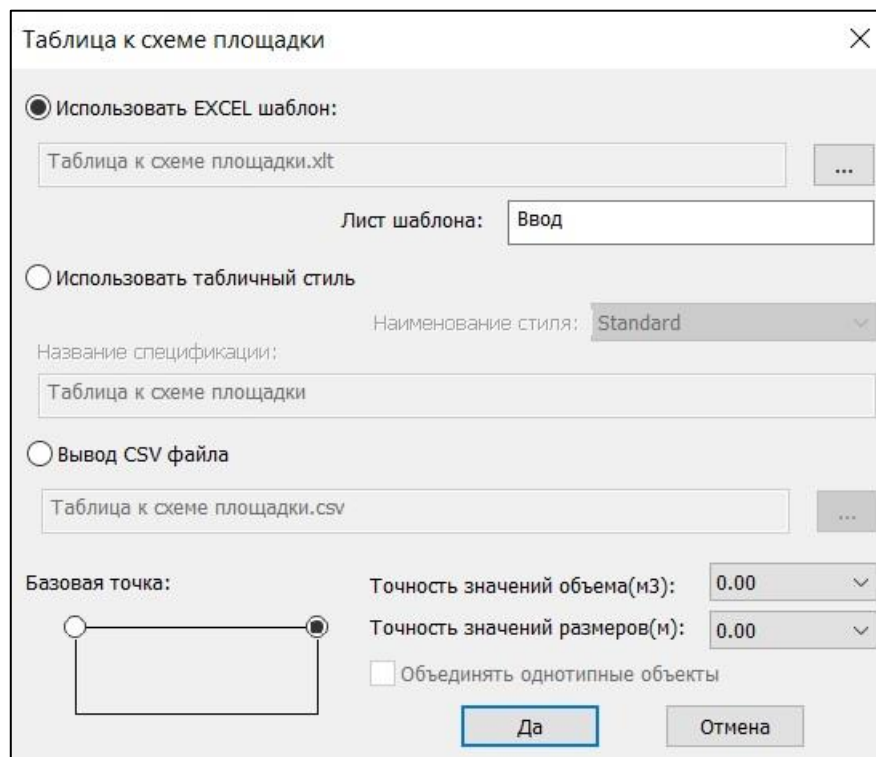 Таблица к схеме площадки
Использовать EXCEL шаблон:
Таблица к схеме площадки.xlt
...
Лист шаблона: Ввод
Использовать табличный стиль
Наименование стиля: Standard
Название спецификации:
Таблица к схеме площадки
Вывод CSV файла
Таблица к схеме площадки.csv
...
Базовая точка:
Точность значений объема(м3): 0.00
Точность значений размеров(м): 0.00
Объединять однотипные объекты
Да Отмена